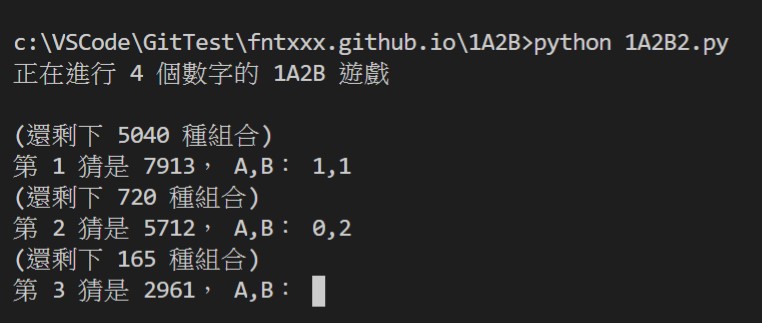 c:\VSCode\GitTest\fntxxx.github.io\1A2B>python 1A2B2.py
正在進行 4 個數字的 1A2B 遊戲
(還剩下 5040 種組合)
第 1 猜是 7913， A,B： 1,1
(還剩下 720 種組合)
第 2 猜是 5712， A,B： 0,2
(還剩下 165 種組合)
第 3 猜是 2961， A,B：